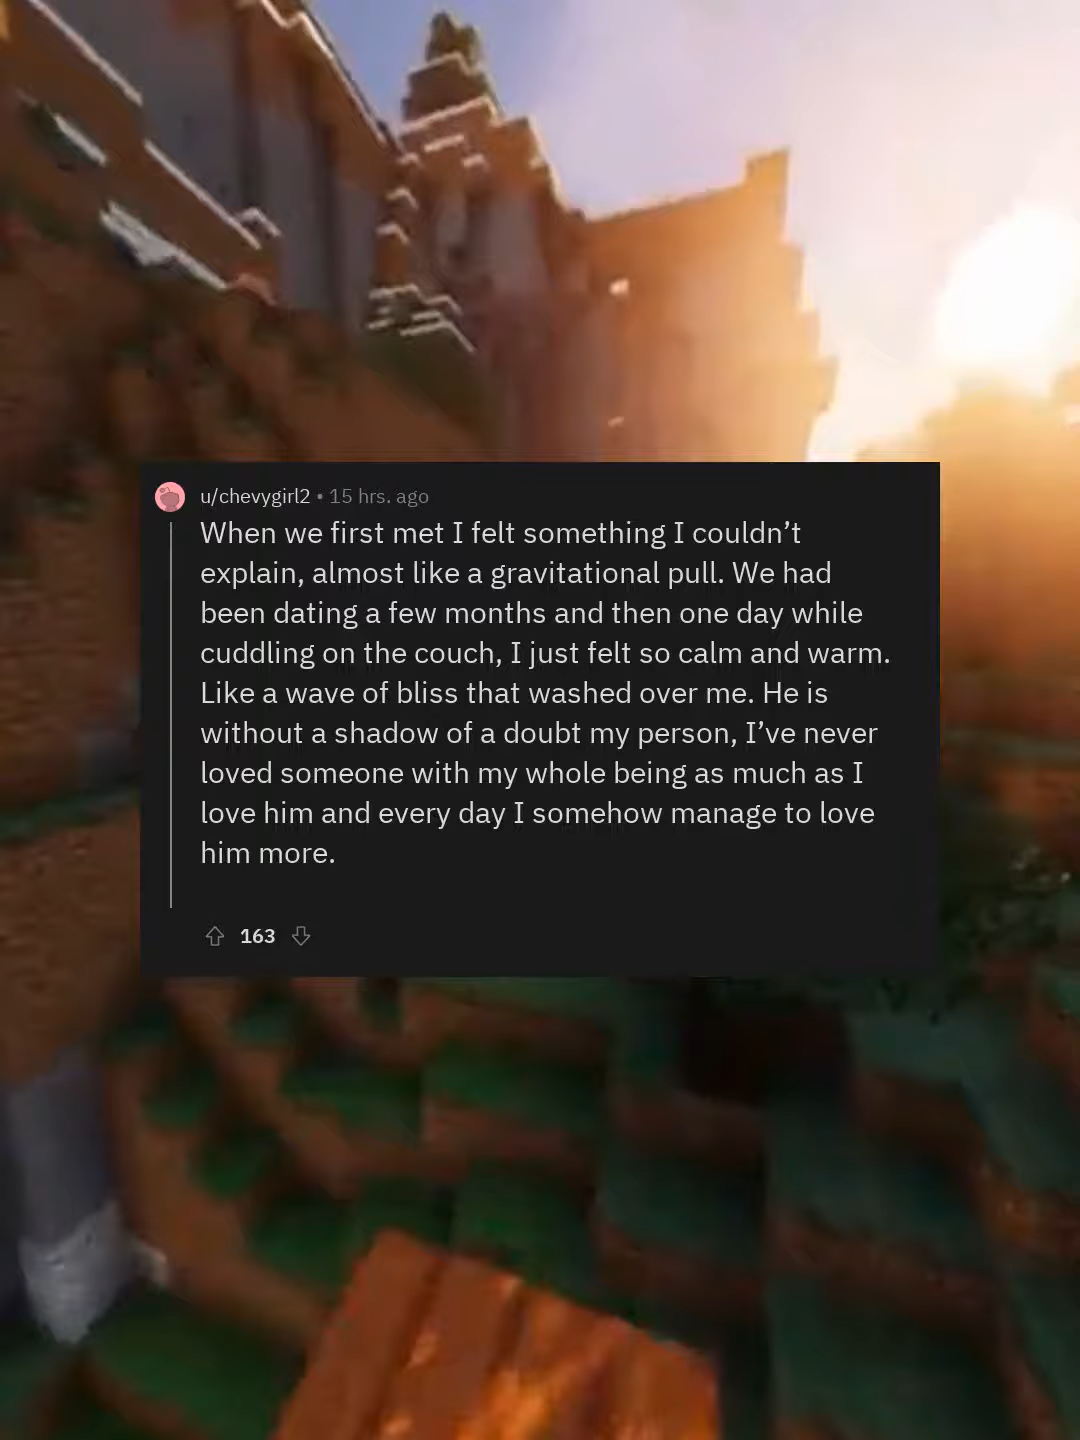 u/chevygirl2 • 15 hrs. ago
When we first met I felt something I couldn’t
explain, almost like a gravitational pull. We had
been dating a few months and then one day while
cuddling on the couch, I just felt so calm and warm.
Like a wave of bliss that washed over me. He is
without a shadow of a doubt my person, I’ve never
loved someone with my whole being as much as I
love him and every day I somehow manage to love
him more.
163